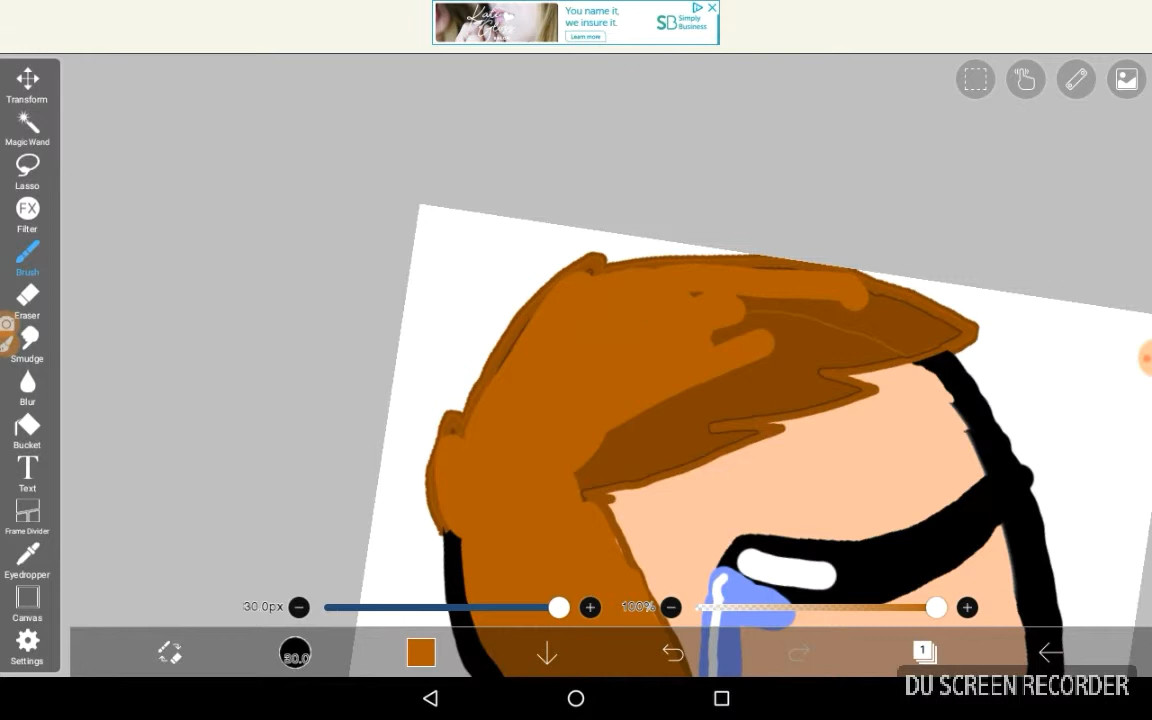 Kate
You name it,
we insure it.
Learn more
SB Simply
Business
Transform
Magic Wand
Lasso
FX
Filter
Brush
Eraser
Smudge
Blur
Bucket
T
Text
Frame Divider
Eyedropper
Canvas
Settings
30.0px
100%
30.0
1
DU SCREEN RECORDER